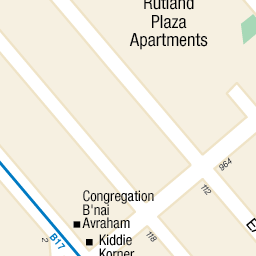 Rutland
Plaza
Apartments
964
112
Congregation
B'nai
Avraham
118
B17
2
Kiddie
Korner